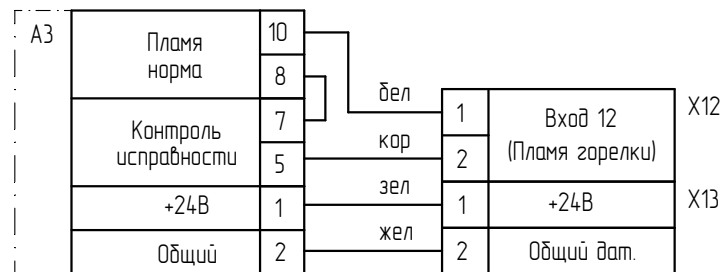 А3
Пламя
норма
10
8
Контроль
исправности
7
5
+24В
1
Общий
2
бел
кор
зел
жел
1
2
Вход 12
(Пламя горелки)
X12
1
+24В
X13
2
Общий дат.